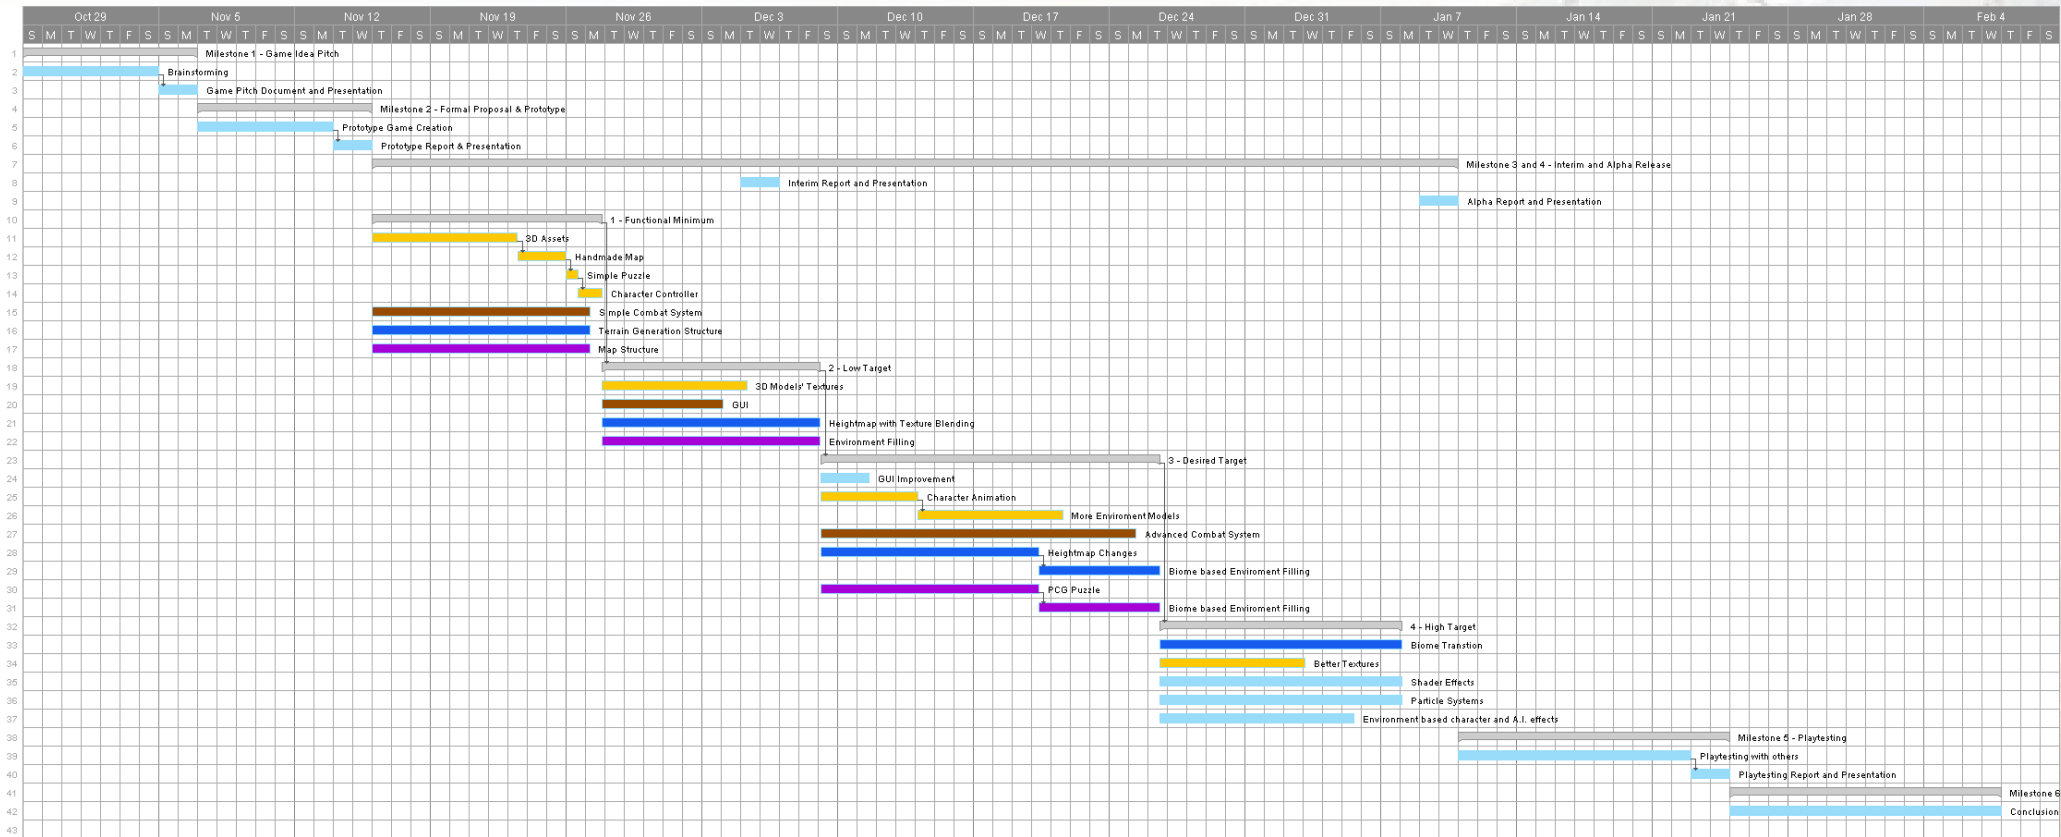 Oct 29 Nov 5 Nov 12 Nov 19 Nov 26 Dec 3 Dec 10 Dec 17 Dec 24 Dec 31 Jan 7 Jan 14 Jan 21 Jan 28 Feb 4
S M T W T F S S M T W T F S S M T W T F S S M T W T F S S M T W T F S S M T W T F S S M T W T F S S M T W T F S S M T W T F S S M T W T F S S M T W T F S S M T W T F S S M T W T F S S M T W T F S S M T W T F S
1 Milestone 1 - Game Idea Pitch
2 Brainstorming
3 Game Pitch Document and Presentation
4 Milestone 2 - Formal Proposal & Prototype
5 Prototype Game Creation
6 Prototype Report & Presentation
7 Milestone 3 and 4 - Interim and Alpha Release
8 Interim Report and Presentation
9 Alpha Report and Presentation
10 1 - Functional Minimum
11 3D Assets
12 Handmade Map
13 Simple Puzzle
14 Character Controller
15 Simple Combat System
16 Terrain Generation Structure
17 Map Structure
18 2 - Low Target
19 3D Models' Textures
20 GUI
21 Heightmap with Texture Blending
22 Environment Filling
23 3 - Desired Target
24 GUI Improvement
25 Character Animation
26 More Enviroment Models
27 Advanced Combat System
28 Heightmap Changes
29 Biome based Enviroment Filling
30 PCG Puzzle
31 Biome based Enviroment Filling
32 4 - High Target
33 Biome Transtion
34 Better Textures
35 Shader Effects
36 Particle Systems
37 Environment based character and A.I. effects
38 Milestone 5 - Playtesting
39 Playtesting with others
40 Playtesting Report and Presentation
41 Milestone 6
42 Conclusion
43